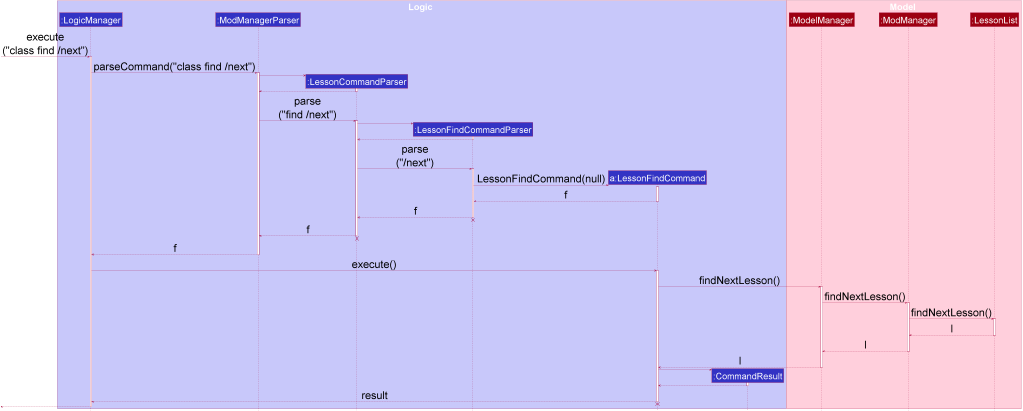 Logic
Model
:LogicManager
:ModManagerParser
:ModelManager
:ModManager
:LessonList
execute
("class find /next")
parseCommand("class find /next")
:LessonCommandParser
parse
("find /next")
:LessonFindCommandParser
parse
("/next")
LessonFindCommand(null)
a:LessonFindCommand
f
f
f
f
execute()
findNextLesson()
findNextLesson()
findNextLesson()
l
l
l
:CommandResult
result